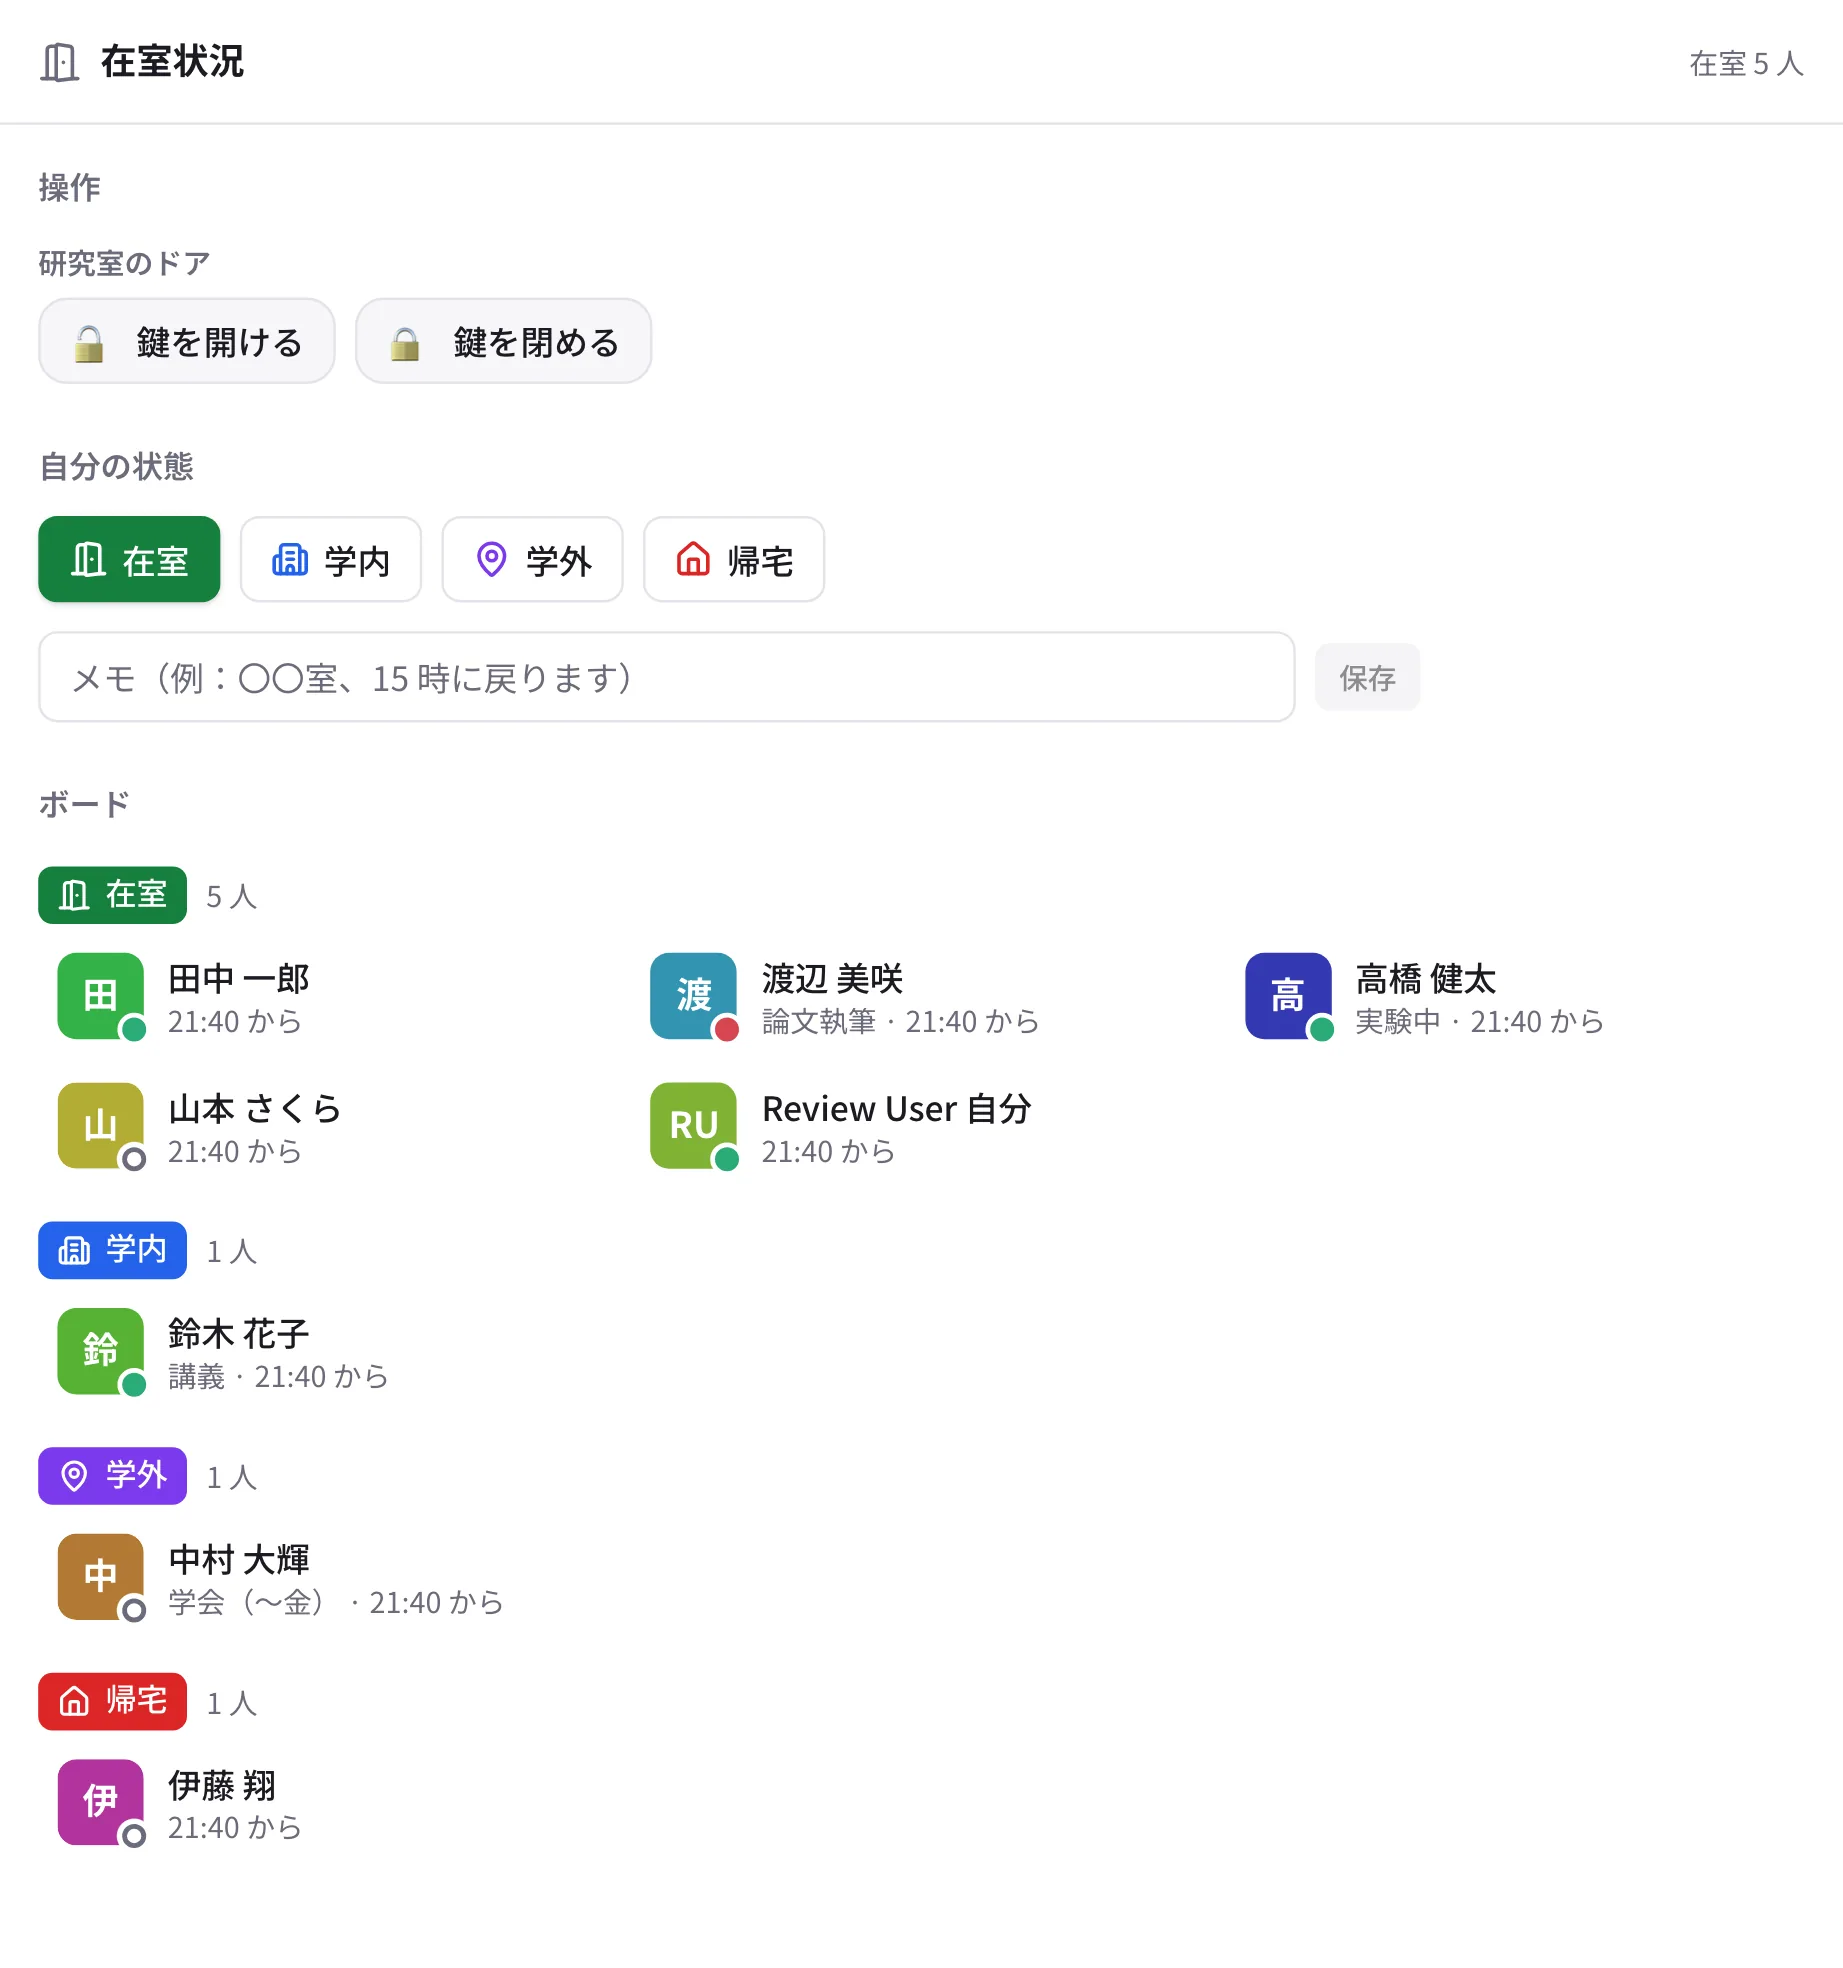 在室状況
在室 5 人
操作
研究室のドア
鍵を開ける
鍵を閉める
自分の状態
在室
学内
学外
帰宅
メモ（例：〇〇室、15 時に戻ります）
保存
ボード
在室 5 人
田
田中 一郎
21:40 から
渡
渡辺 美咲
論文執筆 · 21:40 から
高
高橋 健太
実験中 · 21:40 から
山
山本 さくら
21:40 から
RU
Review User 自分
21:40 から
学内 1 人
鈴
鈴木 花子
講義 · 21:40 から
学外 1 人
中
中村 大輝
学会（〜金） · 21:40 から
帰宅 1 人
伊
伊藤 翔
21:40 から